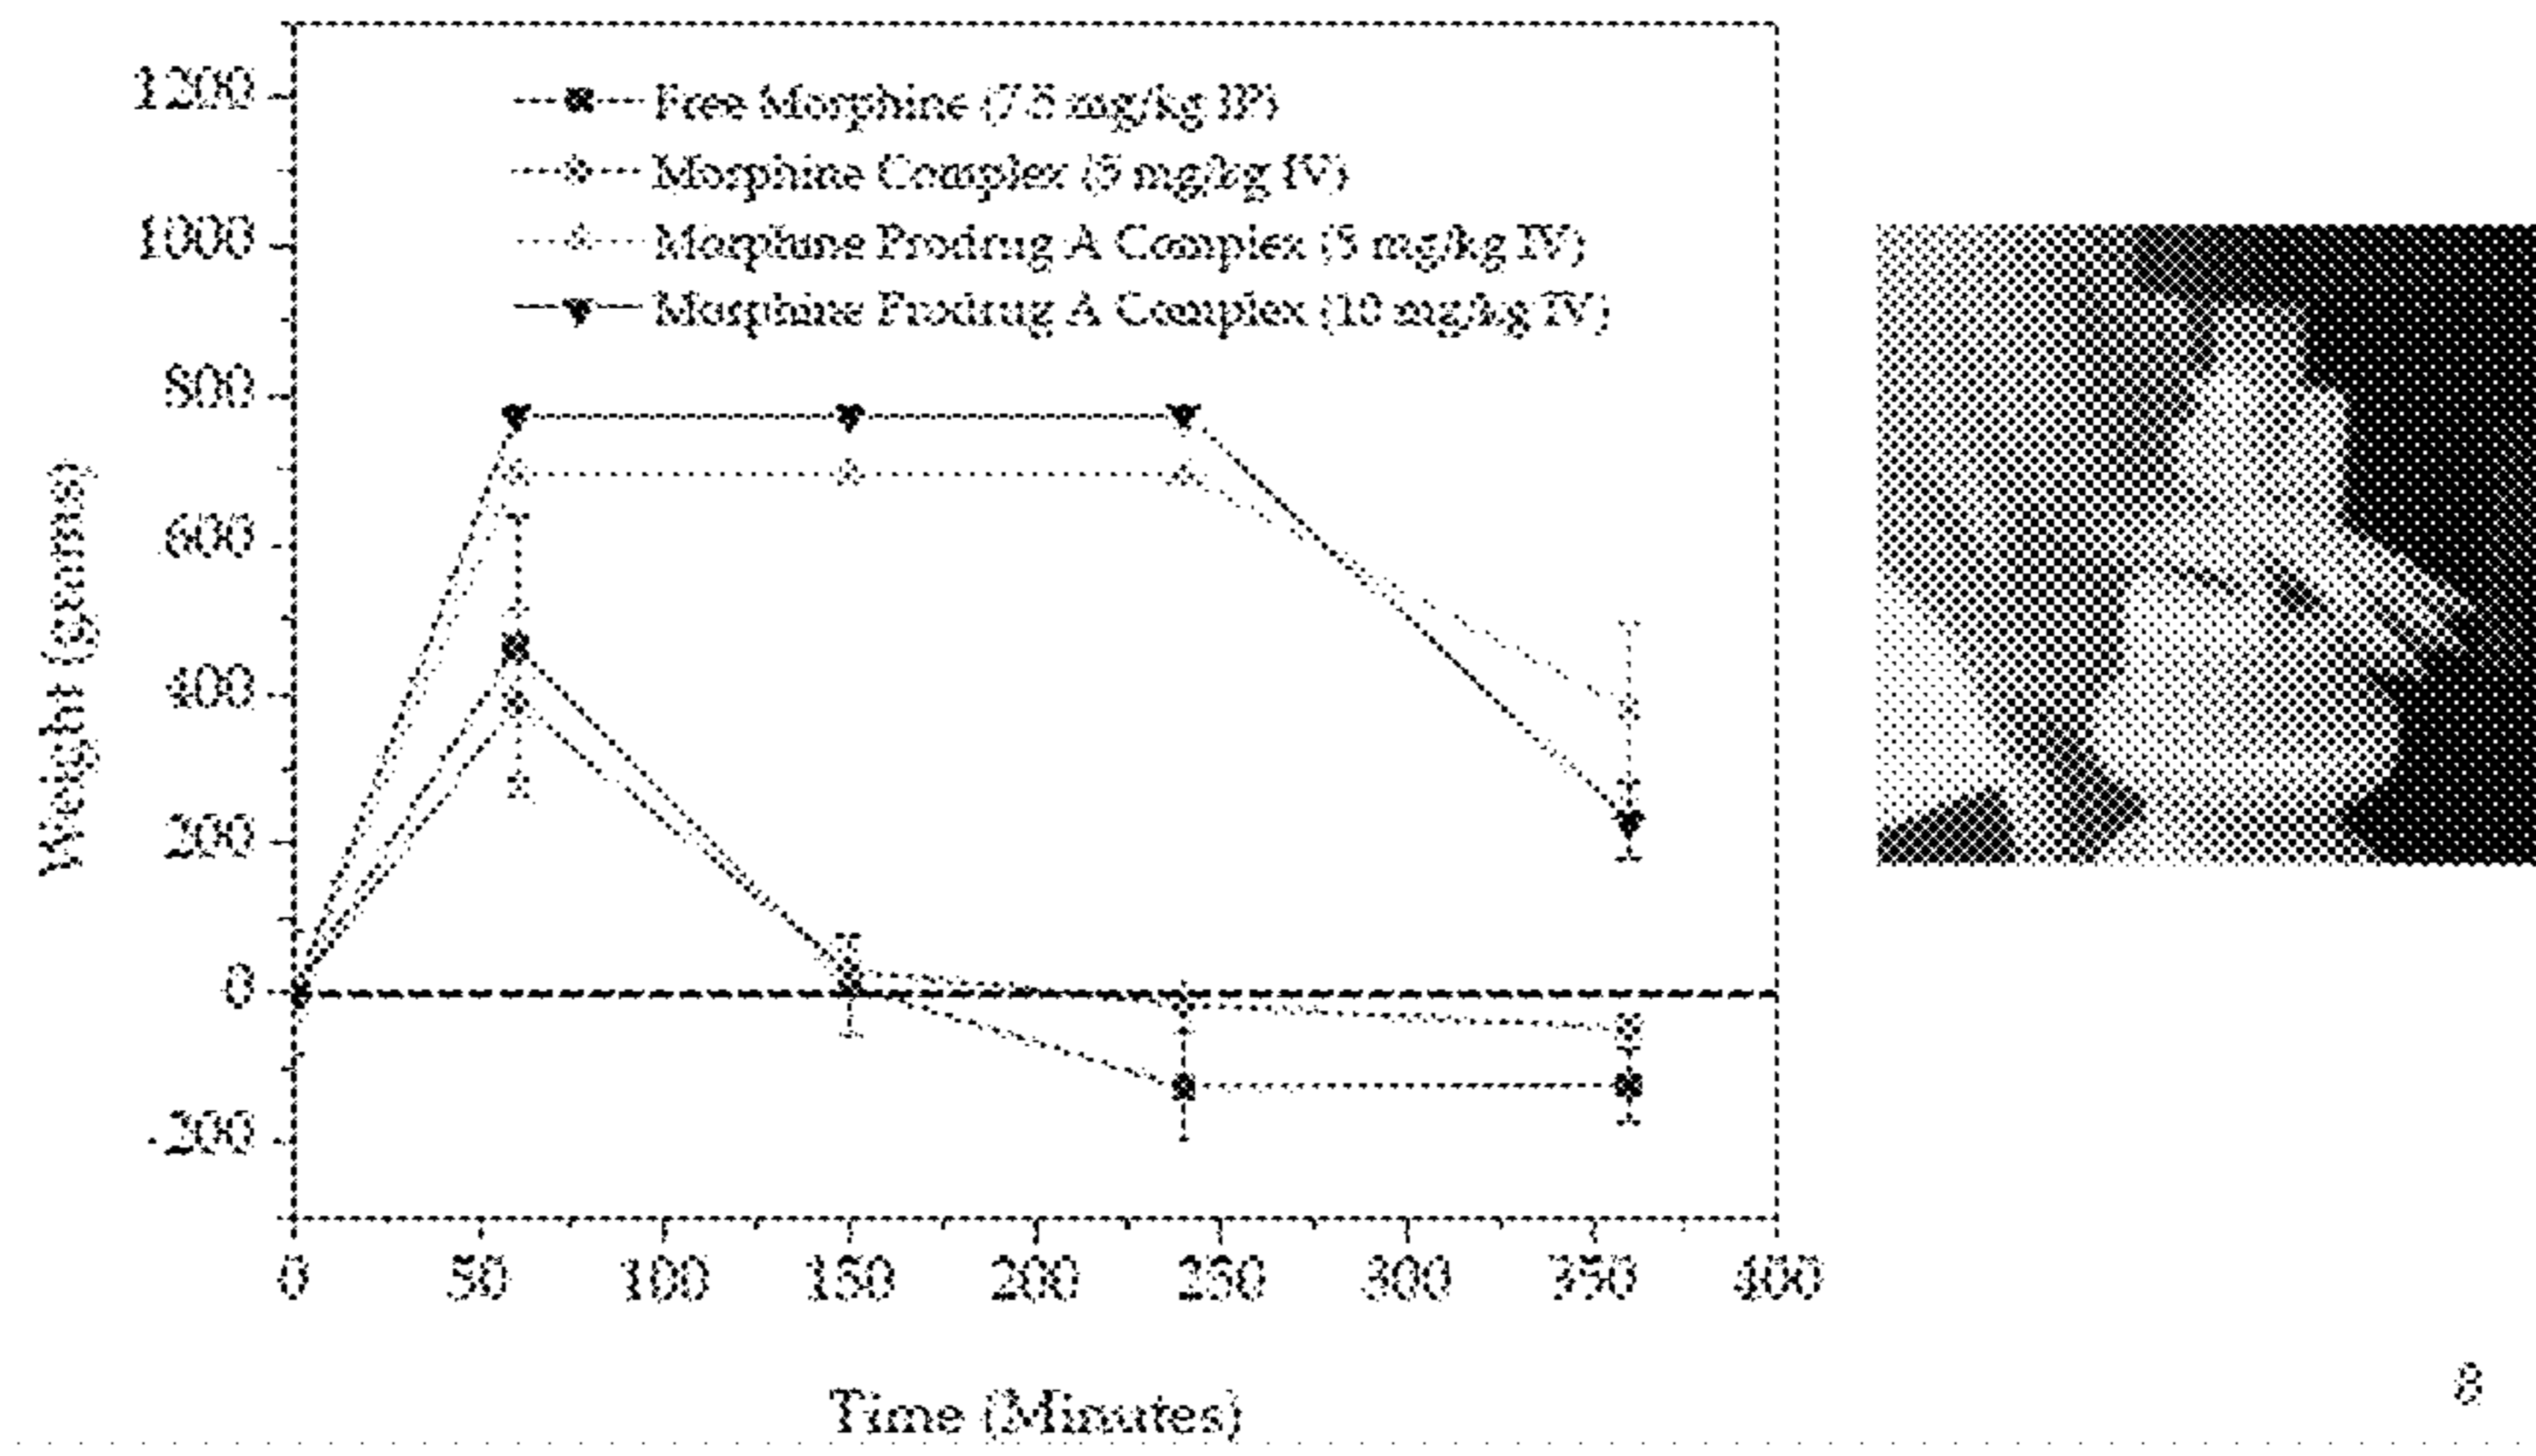 1200
1000
800
600
400
200
0
-200
Weight (grams)
Free Morphine (7.5 mg/kg IP)
Morphine Complex (5 mg/kg IV)
Morphine Prodrug A Complex (5 mg/kg IV)
Morphine Prodrug A Complex (10 mg/kg IV)
0 50 100 150 200 250 300 350 400
Time (Minutes)
8